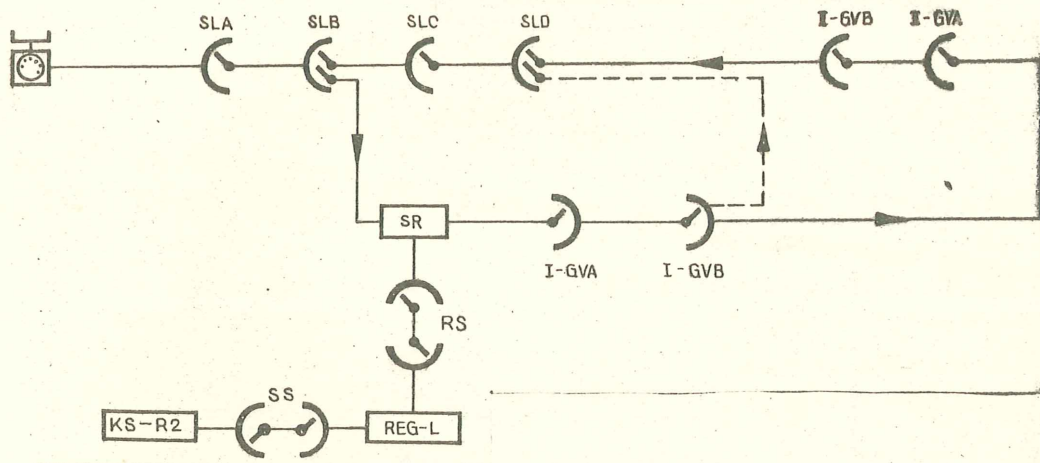 SLA
SLB
SLC
SLD
II-GVB
II-GVA
SR
I-GVA
I-GVB
RS
SS
KS-R2
REG-L